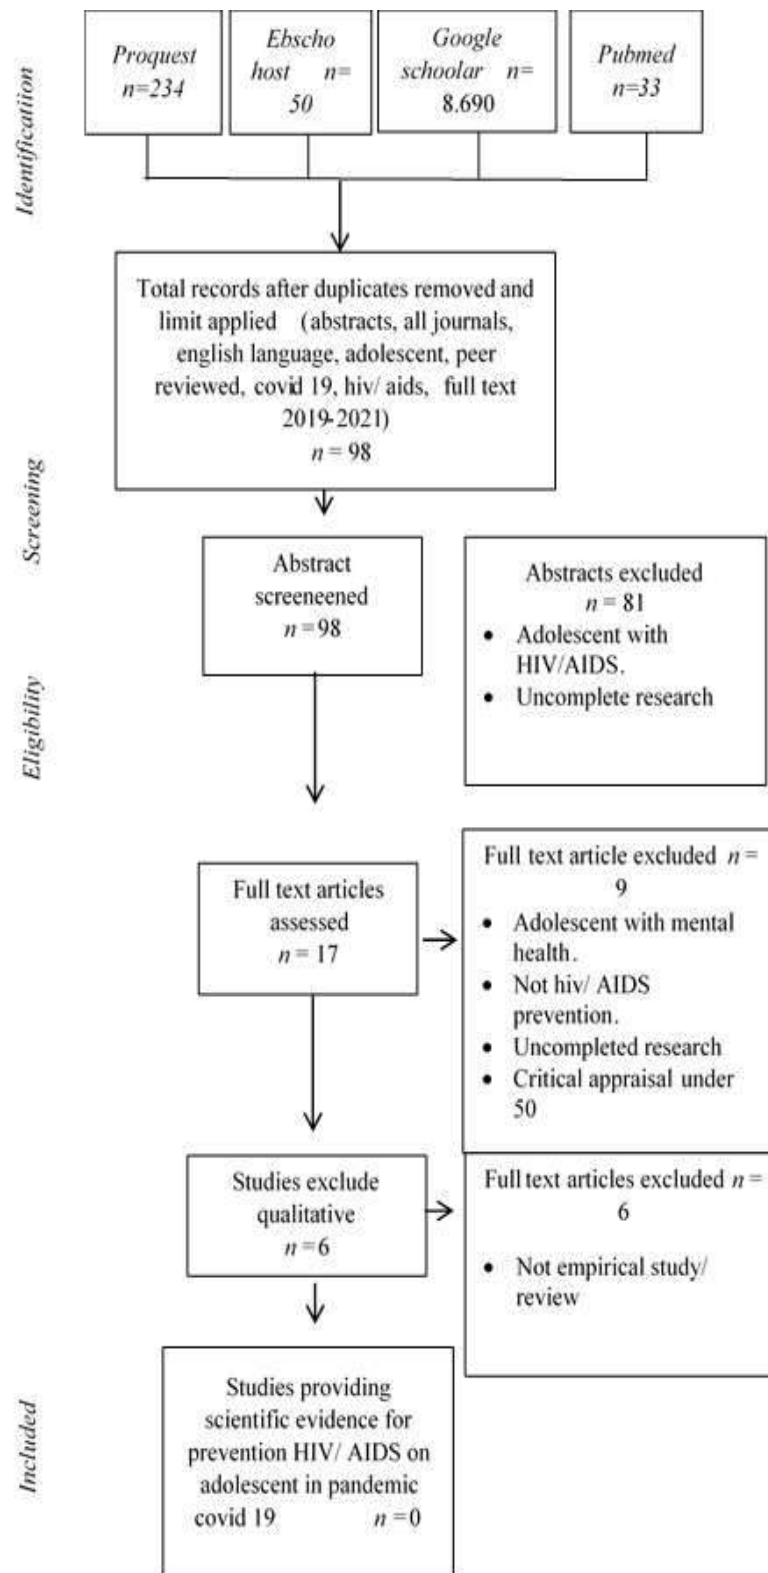 Identificatiion
Proquest
n=234
Ebscho
host n=
50
Google
schoolar n=
8.690
Pubmed
n=33
Total records after duplicates removed and
limit applied (abstracts, all journals,
english language, adolescent, peer
reviewed, covid 19, hiv/ aids, full text
2019-2021)
n = 98
Screening
Abstract
screeneened
n = 98
Abstracts excluded
n = 81
• Adolescent with
HIV/AIDS.
• Uncomplete research
Eligibility
Full text articles
assessed
n = 17
Full text article excluded n =
9
• Adolescent with mental
health.
• Not hiv/ AIDS
prevention.
• Uncompleted research
• Critical appraisal under
50
Studies exclude
qualitative
n = 6
Full text articles excluded n =
6
• Not empirical study/
review
Included
Studies providing
scientific evidence for
prevention HIV/ AIDS on
adolescent in pandemic
covid 19 n =0